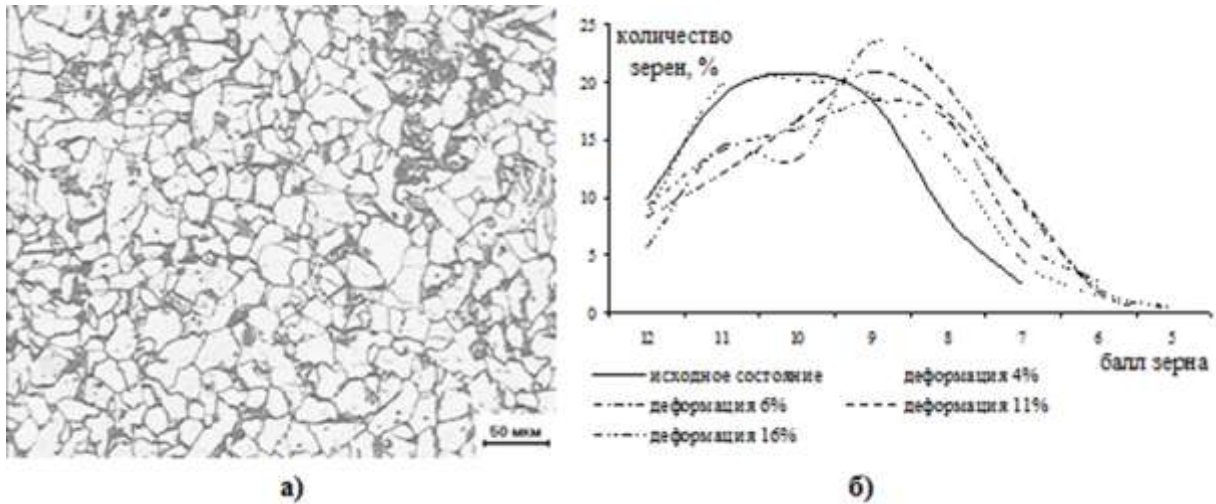 50 мкм
а)
количество
зерен, %
25
20
15
10
5
0
12 11 10 9 8 7 6 5
балл зерна
исходное состояние деформация 4%
деформация 6% деформация 11%
деформация 16%
б)